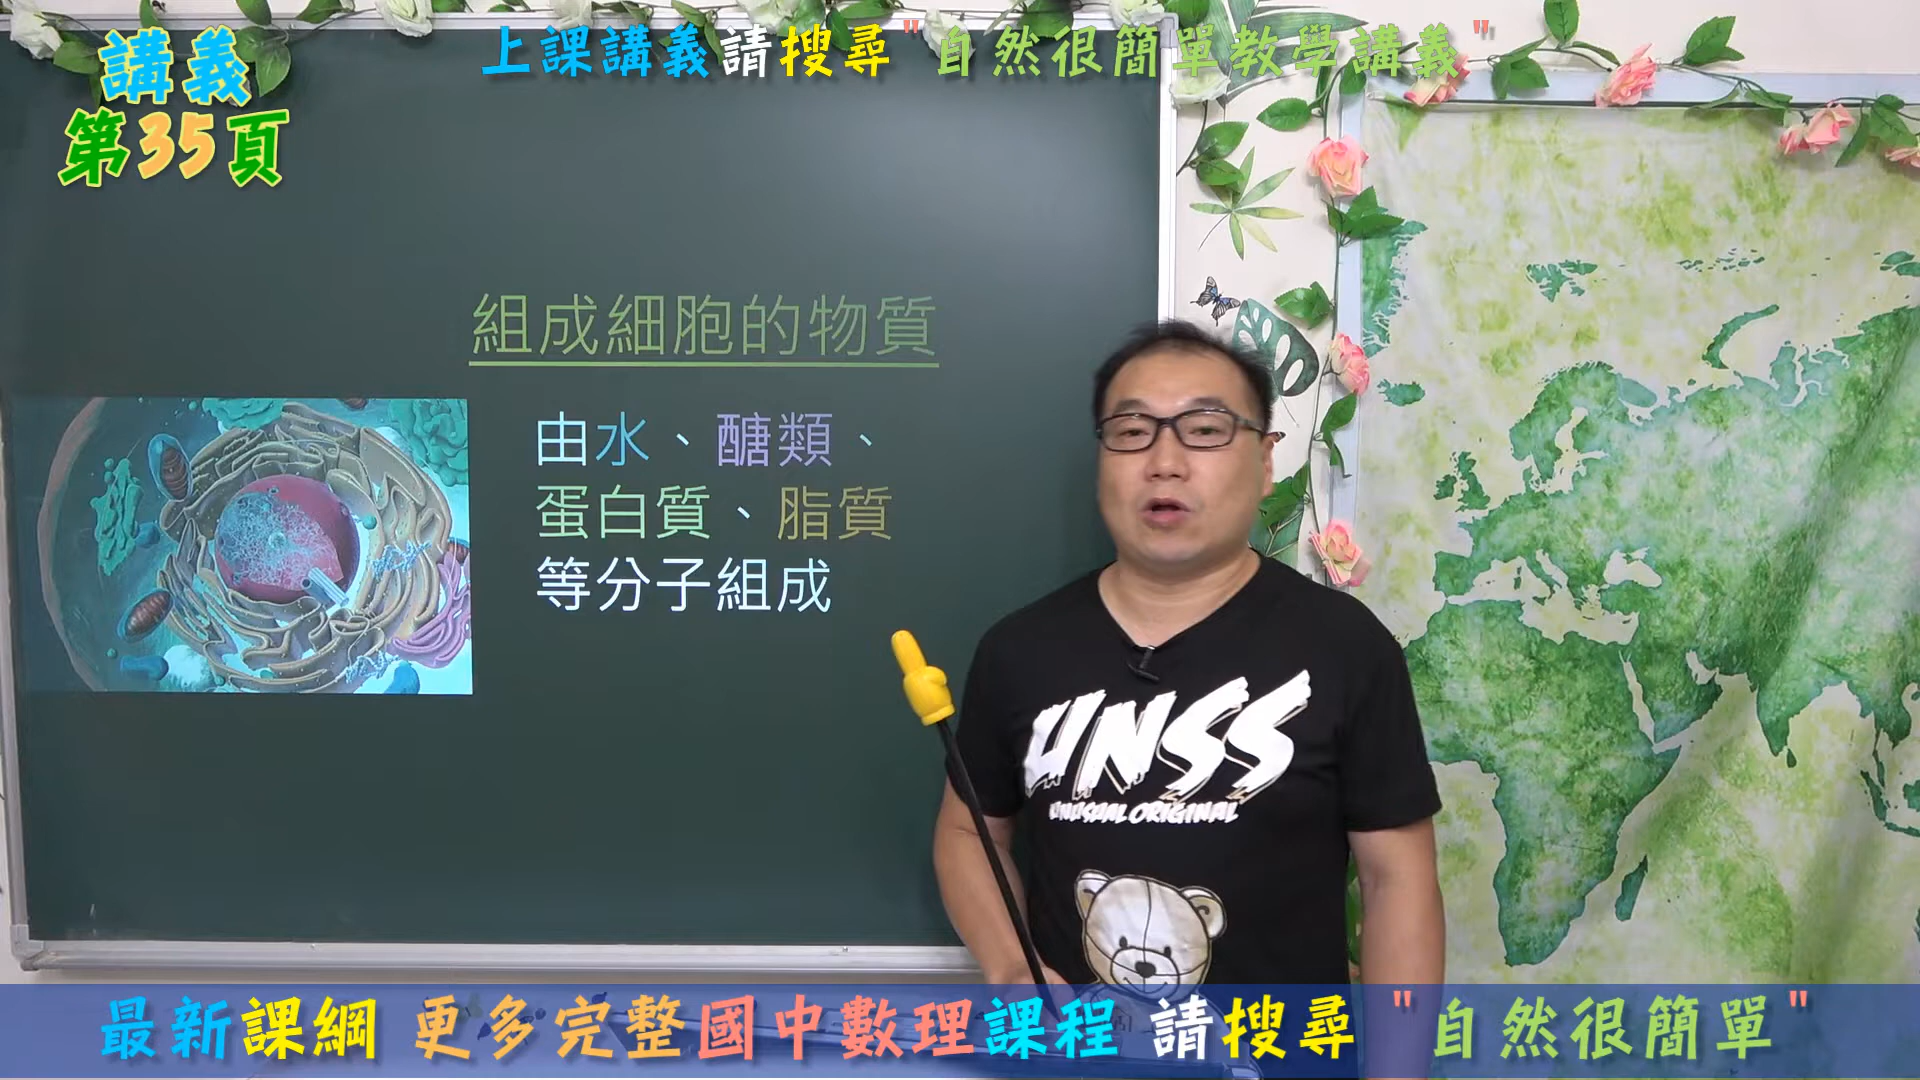 上課講義請搜尋"自然很簡單教學講義"
講義
第35頁
組成細胞的物質
由水、醣類、
蛋白質、脂質
等分子組成
UNSS
UNUSUAL ORIGINAL
最新課綱 更多完整國中數理課程 請搜尋 "自然很簡單"